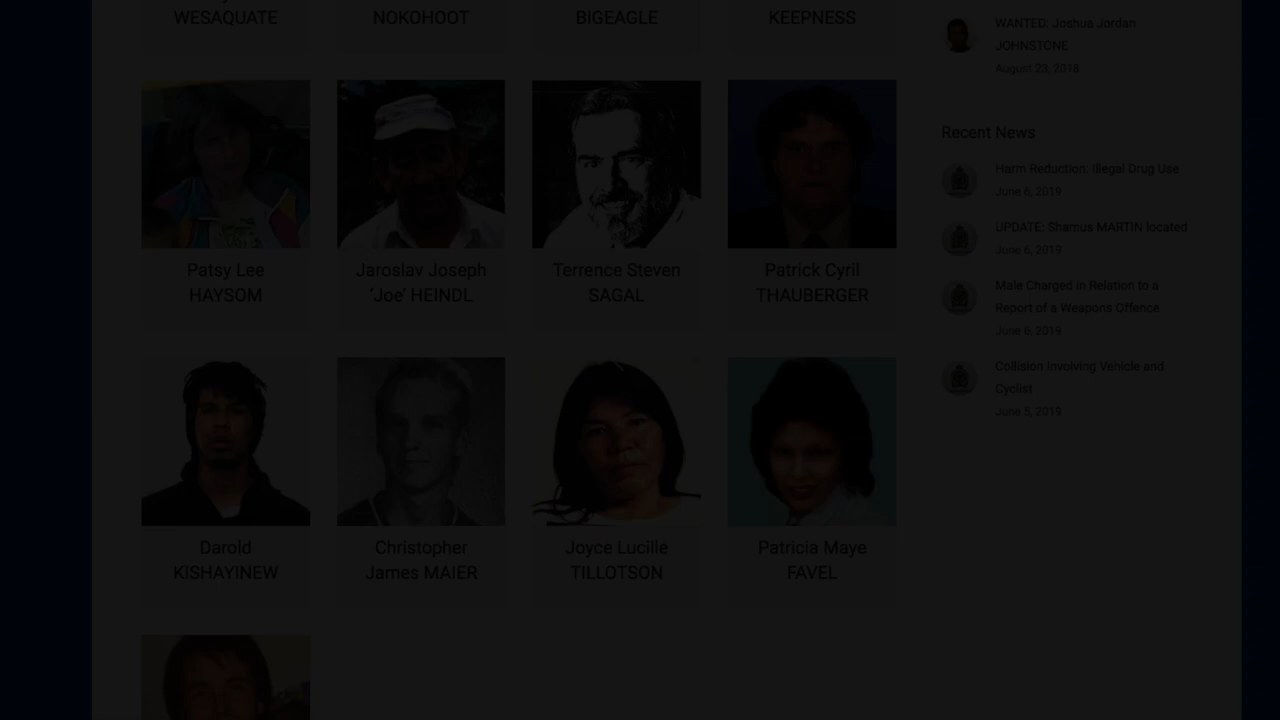 WESAQUATE
NOKOHOOT
BIGEAGLE
KEEPNESS
Patsy Lee
HAYSOM
Jaroslav Joseph
'Joe' HEINDL
Terrence Steven
SAGAL
Patrick Cyril
THAUBERGER
Darold
KISHAYINEW
Christopher
James MAIER
Joyce Lucille
TILLOTSON
Patricia Maye
FAVEL
WANTED: Joshua Jordan
JOHNSTONE
August 23, 2018
Recent News
Harm Reduction: Illegal Drug Use
June 6, 2019
UPDATE: Shamus MARTIN located
June 6, 2019
Male Charged in Relation to a
Report of a Weapons Offence
June 6, 2019
Collision Involving Vehicle and
Cyclist
June 5, 2019